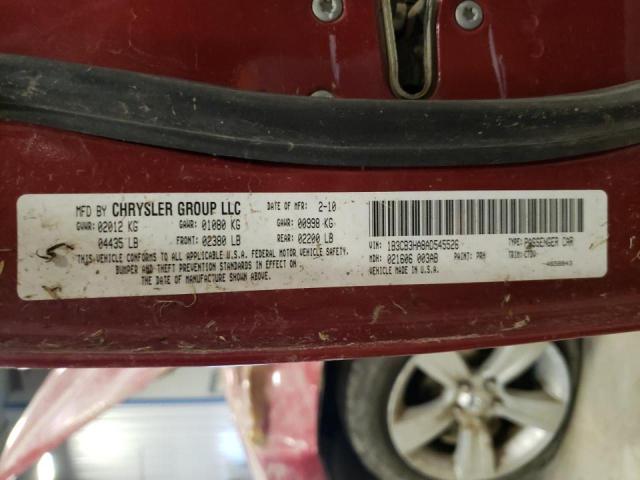 MFD BY CHRYSLER GROUP LLC DATE OF MFR: 2-10
GVWR: 02012 KG GAWR: 01080 KG GAWR: 00998 KG
04435 LB FRONT: 02380 LB REAR: 02200 LB
THIS VEHICLE CONFORMS TO ALL APPLICABLE U.S.A. FEDERAL MOTOR VEHICLE SAFETY,
BUMPER AND THEFT PREVENTION STANDARDS IN EFFECT ON
THE DATE OF MANUFACTURE SHOWN ABOVE.
VIN: 1B3CB3HA8AD545526 TYPE: PASSENGER CAR
MDH: 021606 003AB PAINT: PRH TRIM:
MADE IN U.S.A.